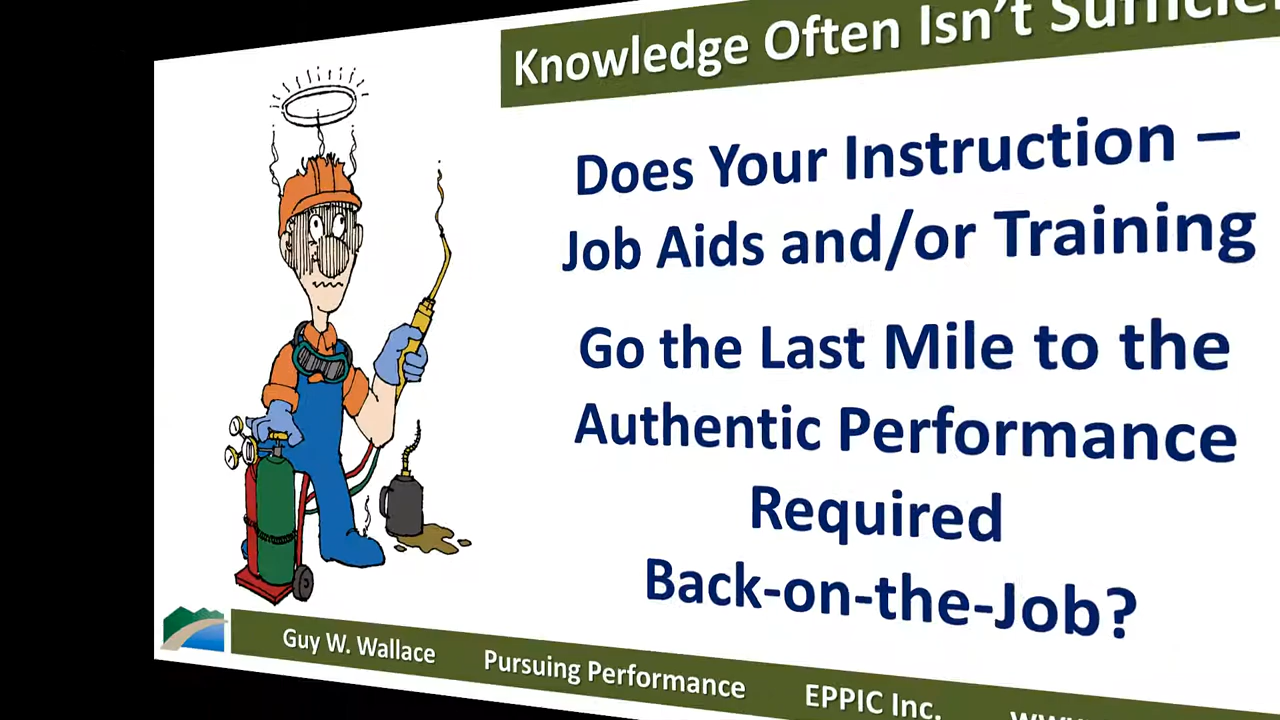 Knowledge Often Isn't
Does Your Instruction –
Job Aids and/or Training
Go the Last Mile to the
Authentic Performance
Required
Back-on-the-Job?
Guy W. Wallace Pursuing Performance EPPIC Inc.